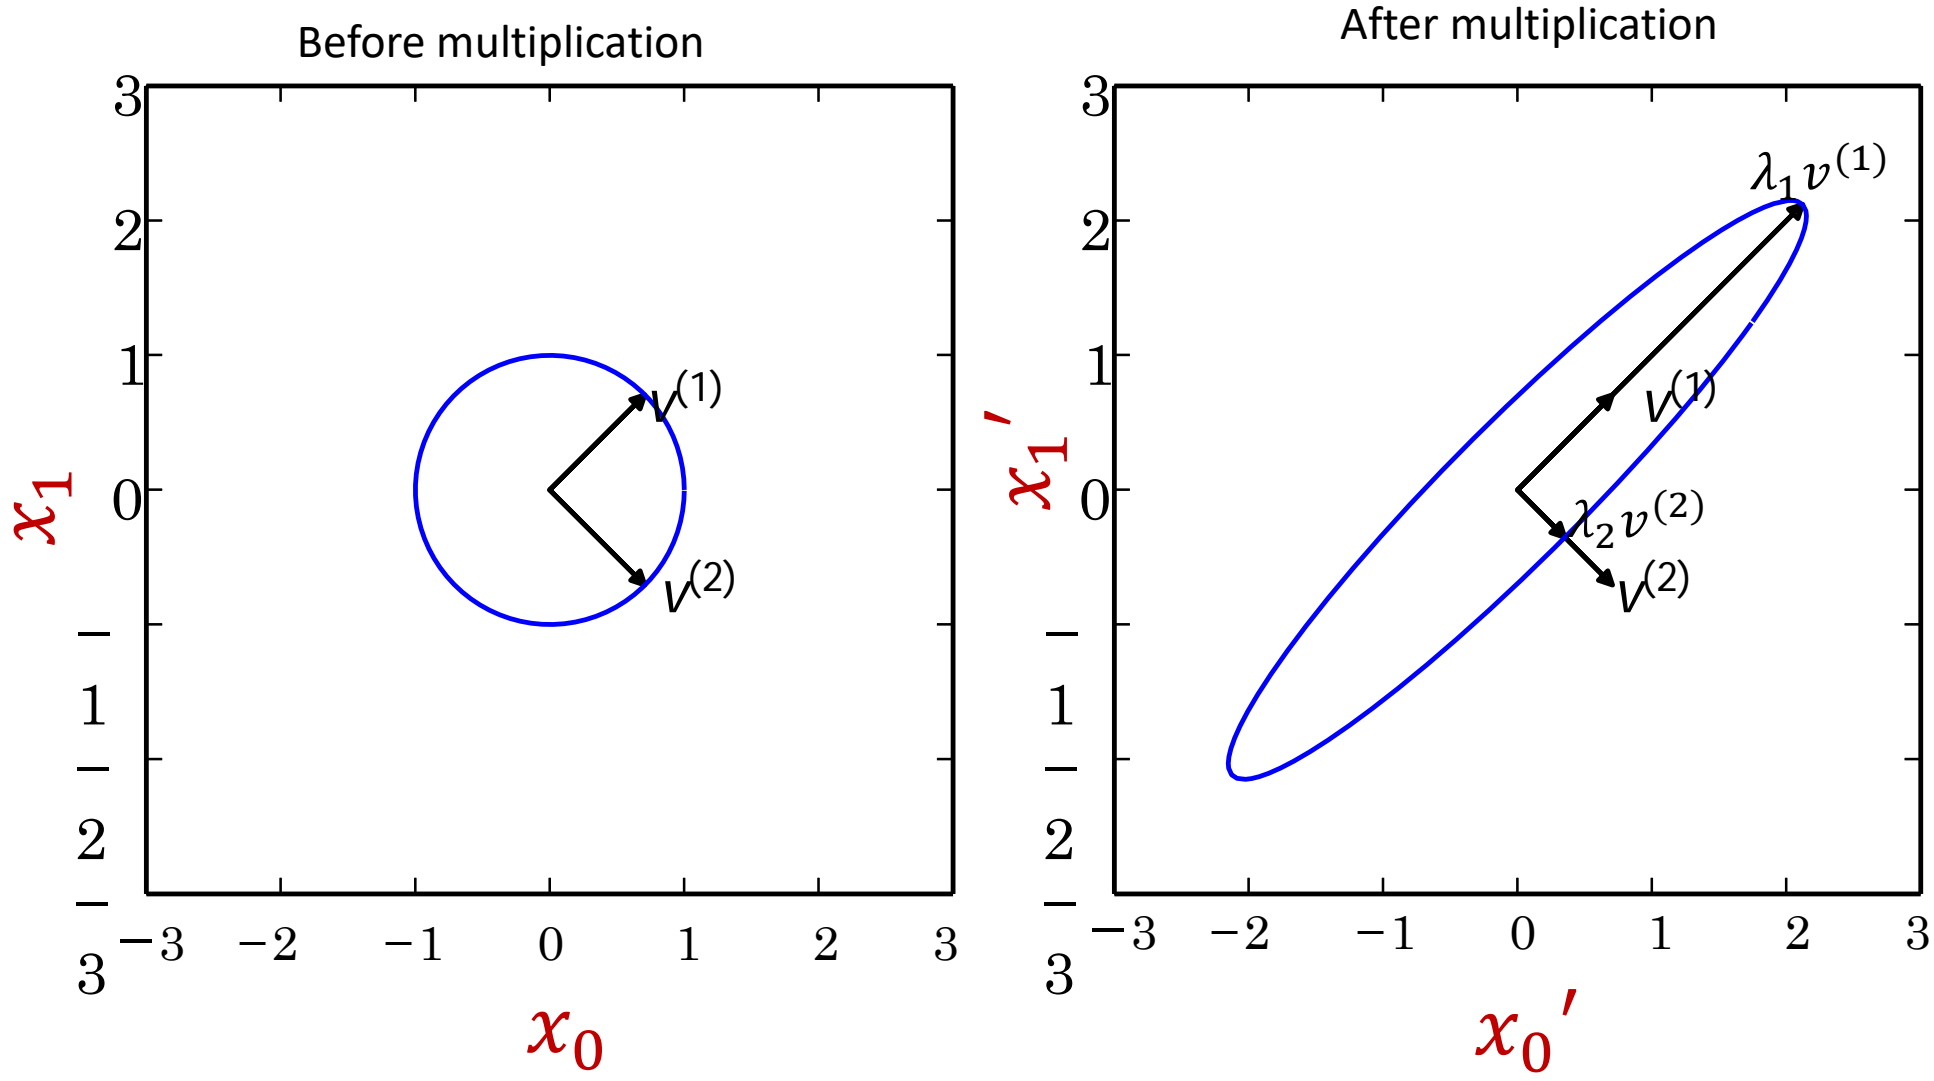 Before multiplication
3
2
1
0
−1
−2
−3
x₁
v⁽¹⁾
v⁽²⁾
−3 −2 −1 0 1 2 3
x₀
After multiplication
3
2
1
0
−1
−2
−3
x₁′
λ₁v⁽¹⁾
v⁽¹⁾
λ₂v⁽²⁾
v⁽²⁾
−3 −2 −1 0 1 2 3
x₀′